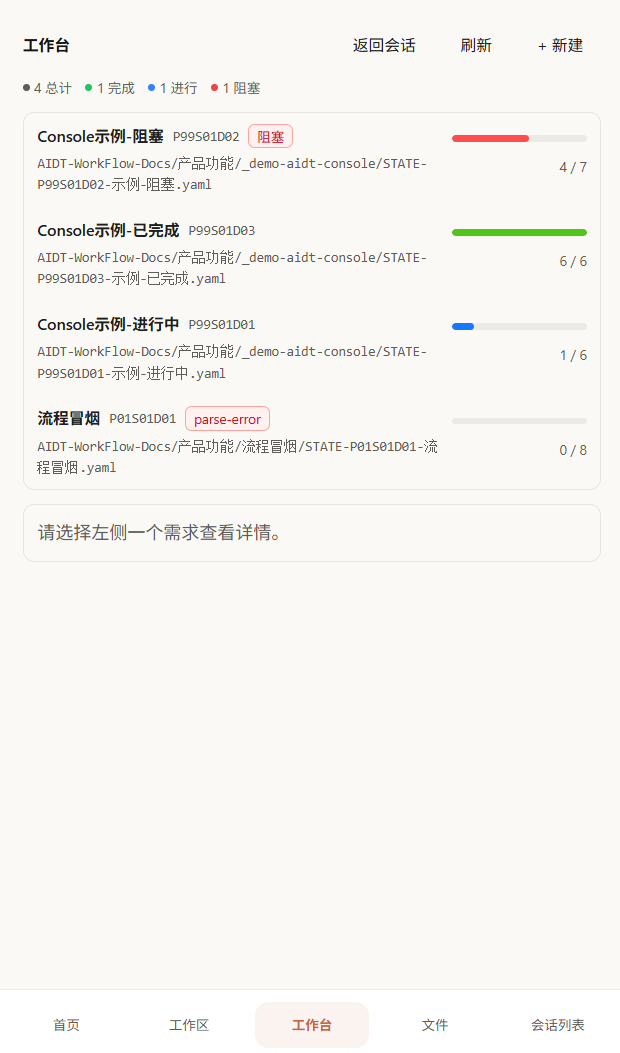 工作台 返回会话 刷新 + 新建
4 总计 1 完成 1 进行 1 阻塞
Console示例-阻塞 P99S01D02 阻塞
AIDT-WorkFlow-Docs/产品功能/_demo-aidt-console/STATE-
P99S01D02-示例-阻塞.yaml
4 / 7
Console示例-已完成 P99S01D03
AIDT-WorkFlow-Docs/产品功能/_demo-aidt-console/STATE-
P99S01D03-示例-已完成.yaml
6 / 6
Console示例-进行中 P99S01D01
AIDT-WorkFlow-Docs/产品功能/_demo-aidt-console/STATE-
P99S01D01-示例-进行中.yaml
1 / 6
流程冒烟 P01S01D01 parse-error
AIDT-WorkFlow-Docs/产品功能/流程冒烟/STATE-P01S01D01-流
程冒烟.yaml
0 / 8
请选择左侧一个需求查看详情。
首页 工作区 工作台 文件 会话列表